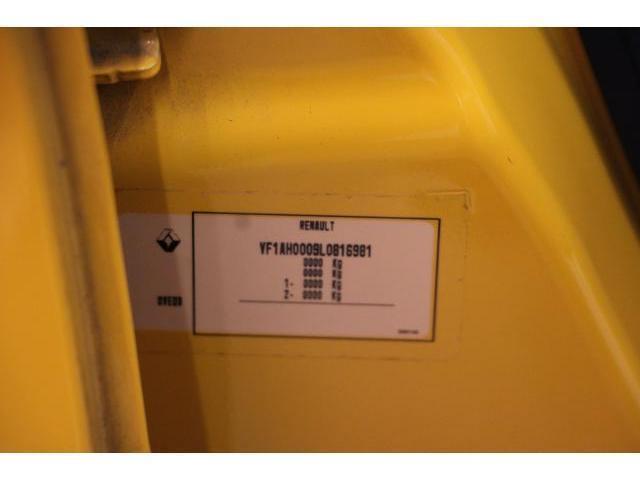 RENAULT
VF1AH0009L0816981
0000 Kg
0000 Kg
1- 0000 Kg
2- 0000 Kg